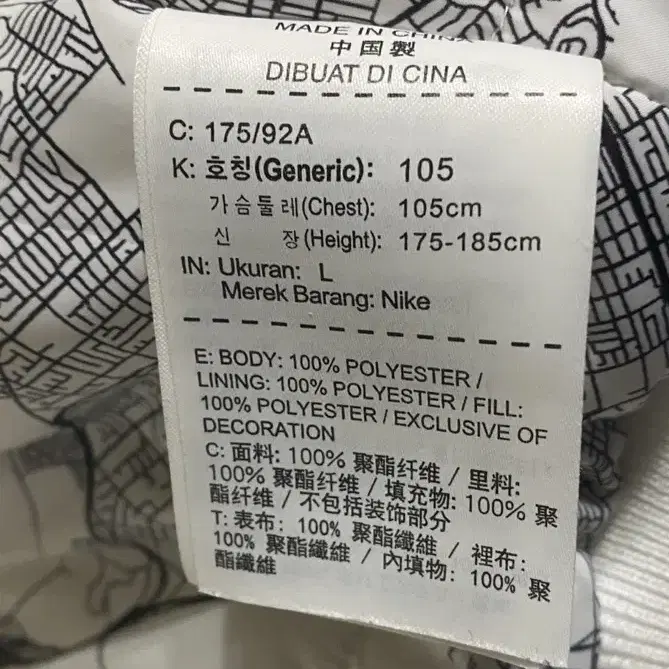 MADE IN CHINA
中国製
DIBUAT DI CINA
C: 175/92A
K: 호칭(Generic): 105
가슴둘레(Chest): 105cm
신 장(Height): 175-185cm
IN: Ukuran: L
Merek Barang: Nike
E: BODY: 100% POLYESTER /
LINING: 100% POLYESTER / FILL:
100% POLYESTER / EXCLUSIVE OF
DECORATION
C: 面料: 100% 聚酯纤维 / 里料:
100% 聚酯纤维 / 填充物: 100% 聚
酯纤维 / 不包括装饰部分
T: 表布: 100% 聚酯纖維 / 裡布:
100% 聚酯纖維 / 內填物: 100% 聚
酯纖維